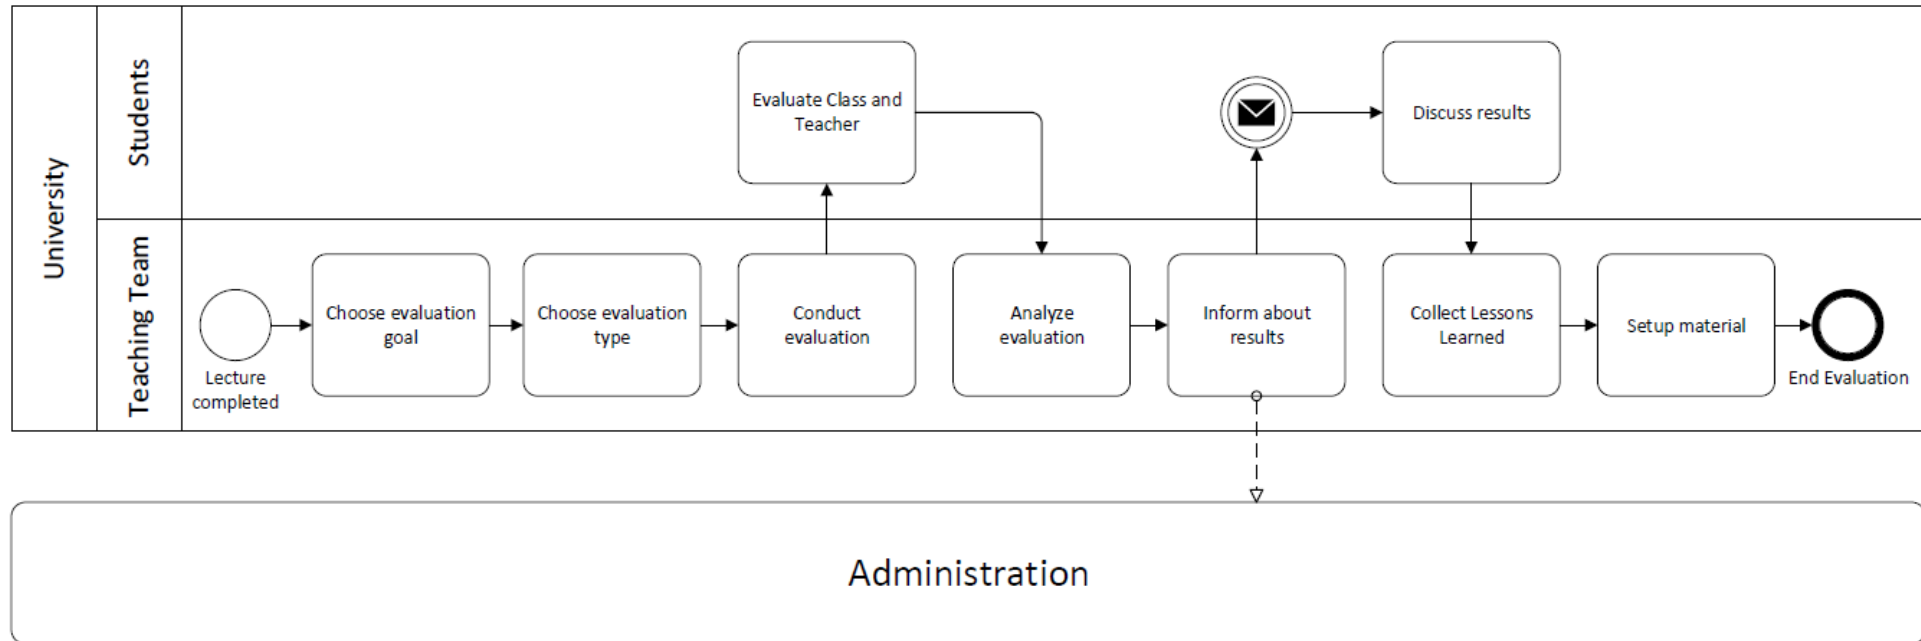 University
Students
Teaching Team
Evaluate Class and
Teacher
Discuss results
Lecture
completed
Choose evaluation
goal
Choose evaluation
type
Conduct
evaluation
Analyze
evaluation
Inform about
results
Collect Lessons
Learned
Setup material
End Evaluation
Administration